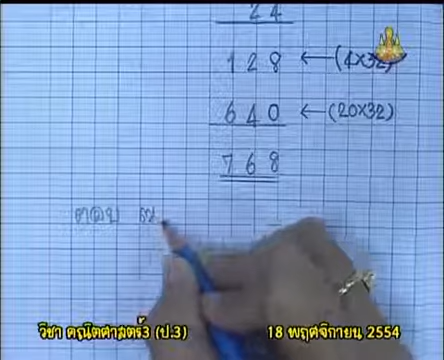 24
128 ← (4×32)
640 ← (20×32)
768
ตอบ ๗
วิชา คณิตศาสตร์3 (ป.3) 18 พฤศจิกายน 2554